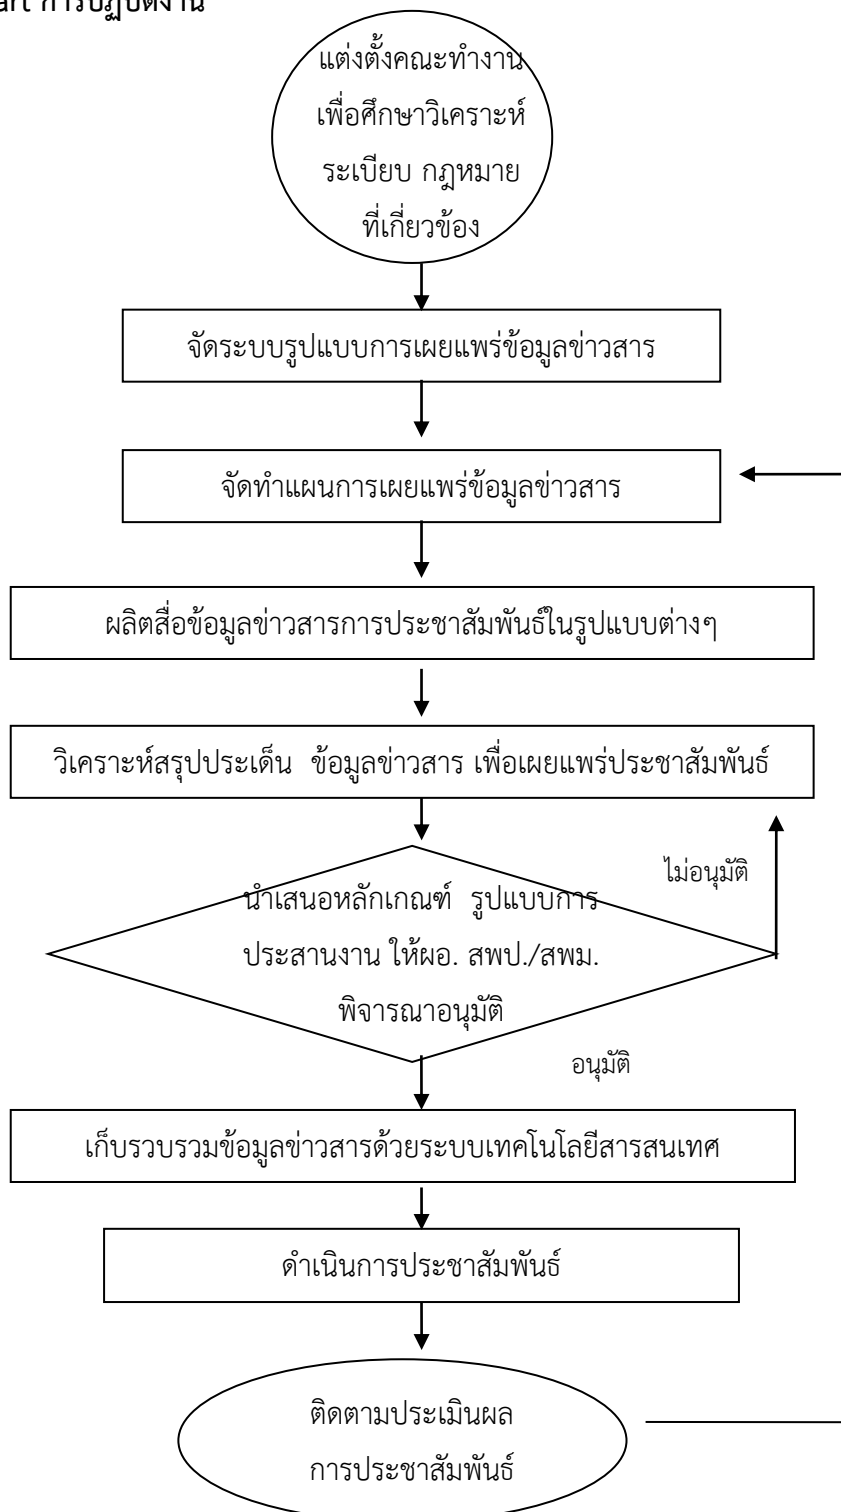 art การปฏิบัติงาน
แต่งตั้งคณะทำงาน
เพื่อศึกษาวิเคราะห์
ระเบียบ กฎหมาย
ที่เกี่ยวข้อง
จัดระบบรูปแบบการเผยแพร่ข้อมูลข่าวสาร
จัดทำแผนการเผยแพร่ข้อมูลข่าวสาร
ผลิตสื่อข้อมูลข่าวสารการประชาสัมพันธ์ในรูปแบบต่างๆ
วิเคราะห์สรุปประเด็น ข้อมูลข่าวสาร เพื่อเผยแพร่ประชาสัมพันธ์
ไม่อนุมัติ
นำเสนอหลักเกณฑ์ รูปแบบการ
ประสานงาน ให้ผอ. สพป./สพม.
พิจารณาอนุมัติ
อนุมัติ
เก็บรวบรวมข้อมูลข่าวสารด้วยระบบเทคโนโลยีสารสนเทศ
ดำเนินการประชาสัมพันธ์
ติดตามประเมินผล
การประชาสัมพันธ์